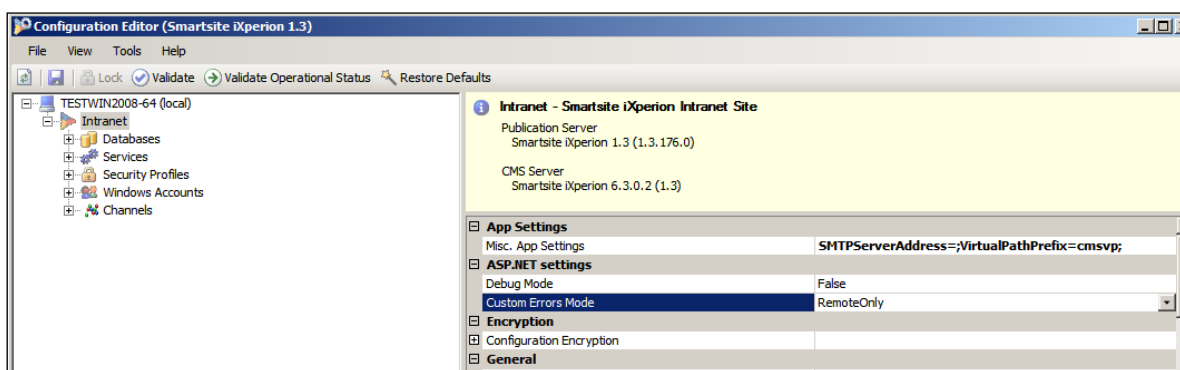 Configuration Editor (Smartsite iXperion 1.3)
File View Tools Help
Lock Validate Validate Operational Status Restore Defaults
TESTWIN2008-64 (local)
Intranet
Databases
Services
Security Profiles
Windows Accounts
Channels
Intranet - Smartsite iXperion Intranet Site
Publication Server
Smartsite iXperion 1.3 (1.3.176.0)
CMS Server
Smartsite iXperion 6.3.0.2 (1.3)
App Settings
Misc. App Settings SMTPServerAddress=;VirtualPathPrefix=cmsvp;
ASP.NET settings
Debug Mode False
Custom Errors Mode RemoteOnly
Encryption
Configuration Encryption
General